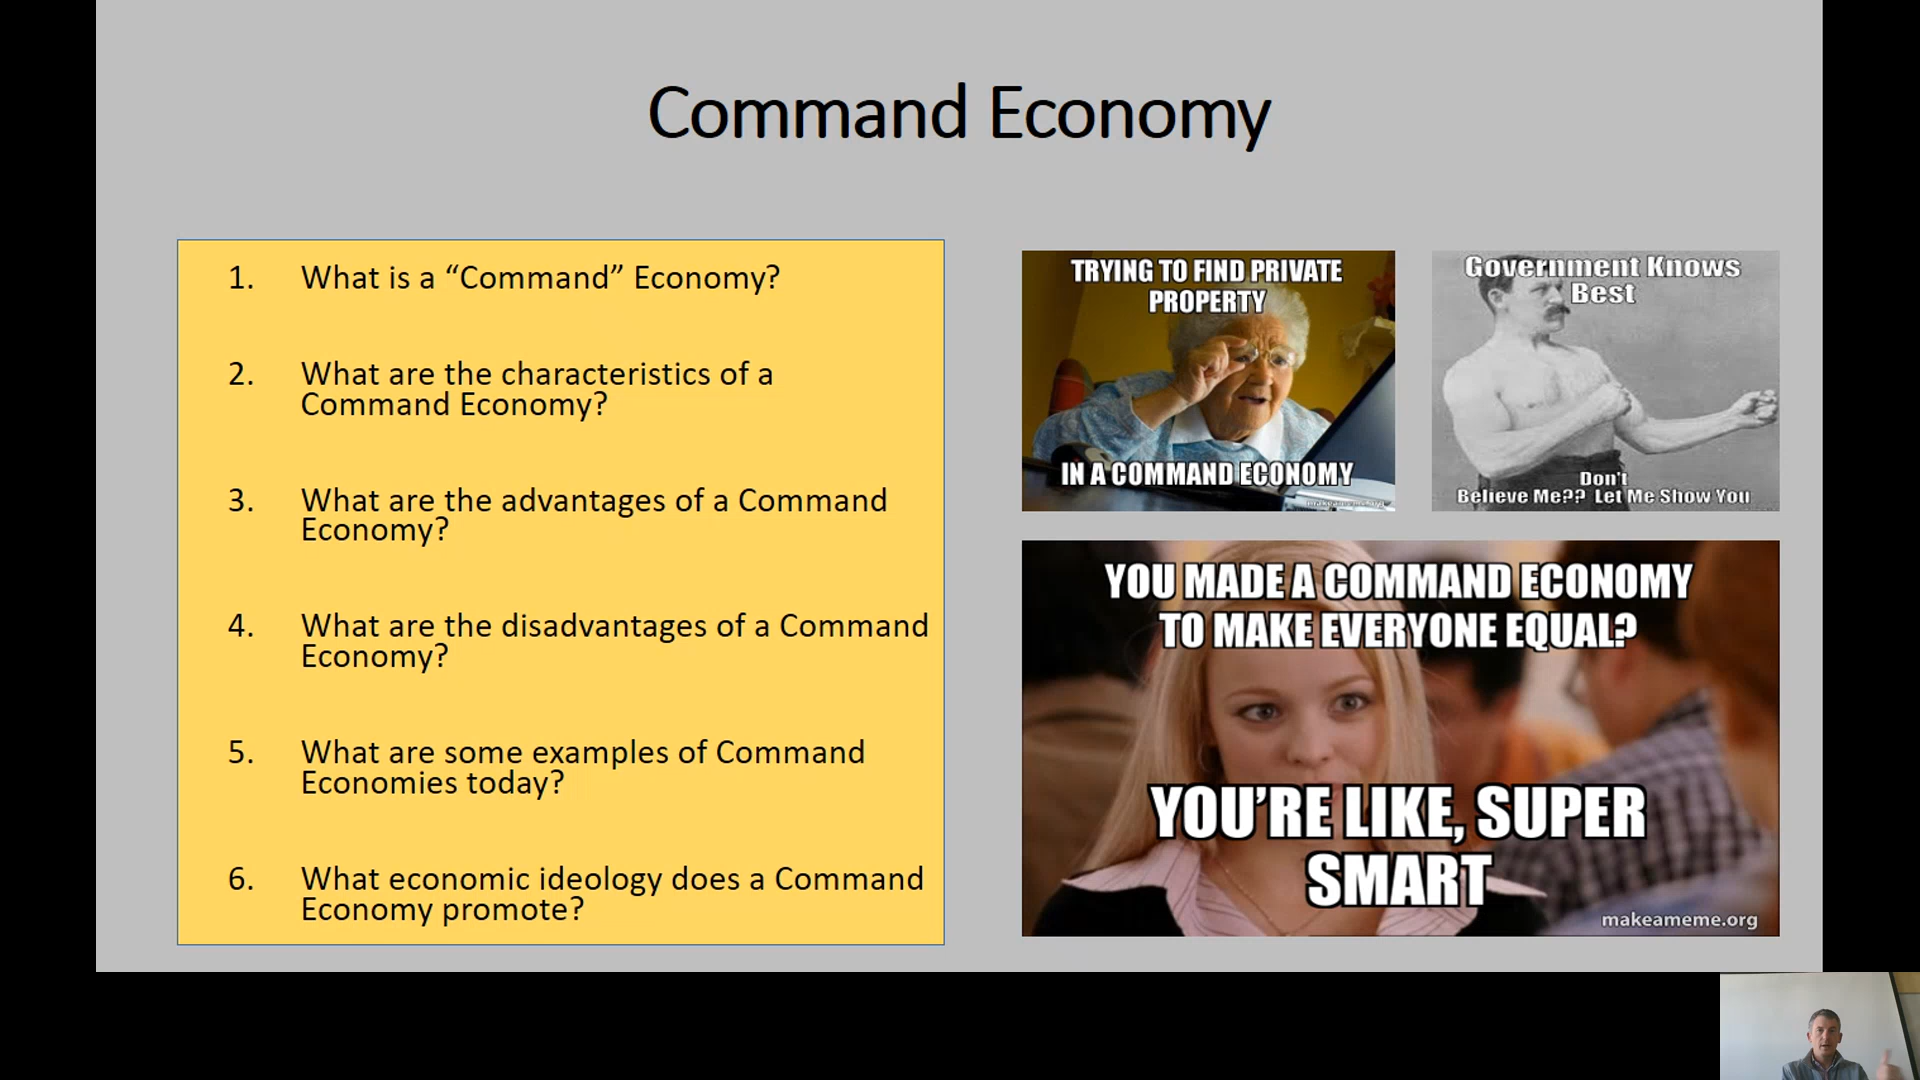 Command Economy
1. What is a “Command” Economy?
2. What are the characteristics of a
Command Economy?
3. What are the advantages of a Command
Economy?
4. What are the disadvantages of a Command
Economy?
5. What are some examples of Command
Economies today?
6. What economic ideology does a Command
Economy promote?
TRYING TO FIND PRIVATE
PROPERTY
IN A COMMAND ECONOMY
makeameme.org
Government Knows
Best
Don't
Believe Me?? Let Me Show You
YOU MADE A COMMAND ECONOMY
TO MAKE EVERYONE EQUAL?
YOU’RE LIKE, SUPER
SMART
makeameme.org